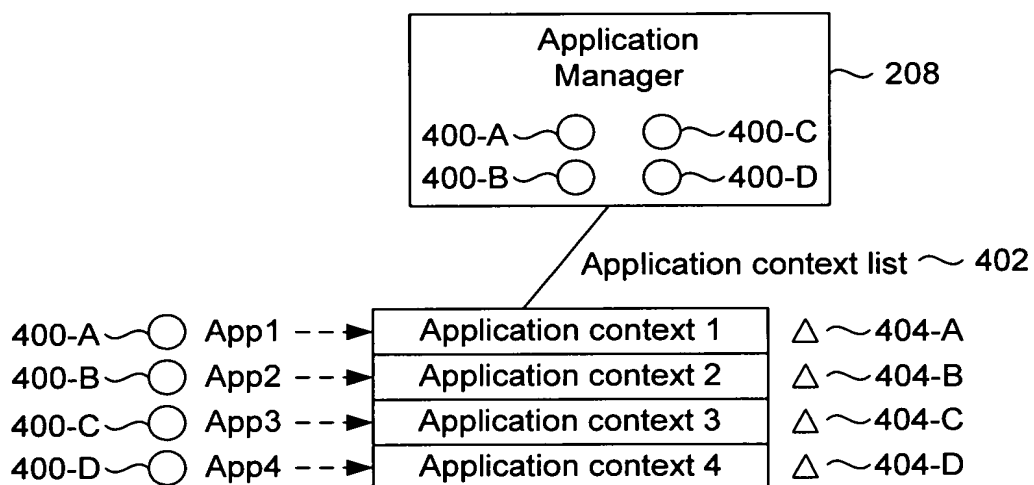 Application
Manager
208
400-A 400-C
400-B 400-D
Application context list 402
400-A App1 Application context 1 404-A
400-B App2 Application context 2 404-B
400-C App3 Application context 3 404-C
400-D App4 Application context 4 404-D